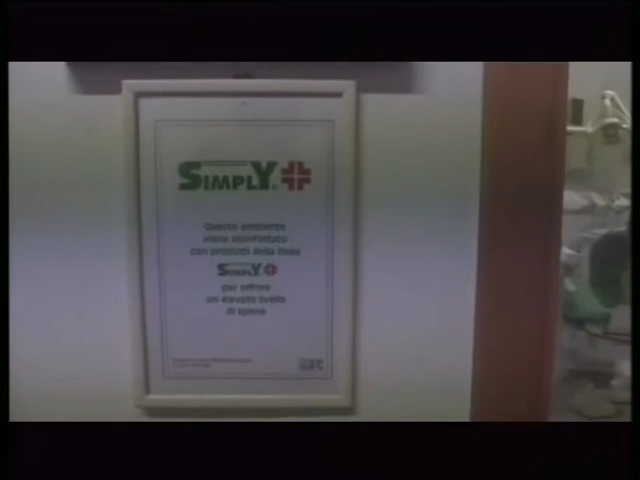 SIMPLY
Questo ambiente
viene disinfettato
con prodotti della linea
SIMPLY
per offrire
un elevato livello
di igiene